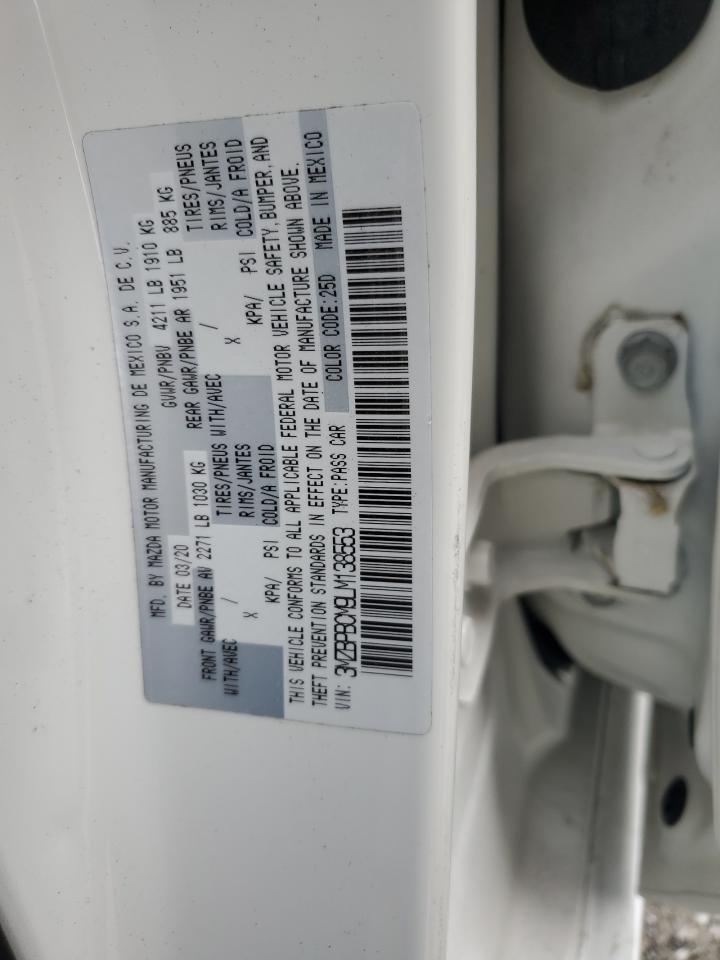 MFD. BY MAZDA MOTOR MANUFACTURING DE MEXICO S.A. DE C.V.
DATE 03/20 GVWR/PNBV 4211 LB 1910 KG
FRONT GAWR/PNBE AV 2271 LB 1030 KG REAR GAWR/PNBE AR 1951 LB 885 KG
WITH/AVEC / TIRES/PNEUS WITH/AVEC / TIRES/PNEUS
X RIMS/JANTES X RIMS/JANTES
KPA/ PSI COLD/A FROID KPA/ PSI COLD/A FROID
THIS VEHICLE CONFORMS TO ALL APPLICABLE FEDERAL MOTOR VEHICLE SAFETY, BUMPER, AND
THEFT PREVENTION STANDARDS IN EFFECT ON THE DATE OF MANUFACTURE SHOWN ABOVE.
VIN: 3MZBPBCM9LM138553 TYPE:PASS CAR COLOR CODE:25D MADE IN MEXICO